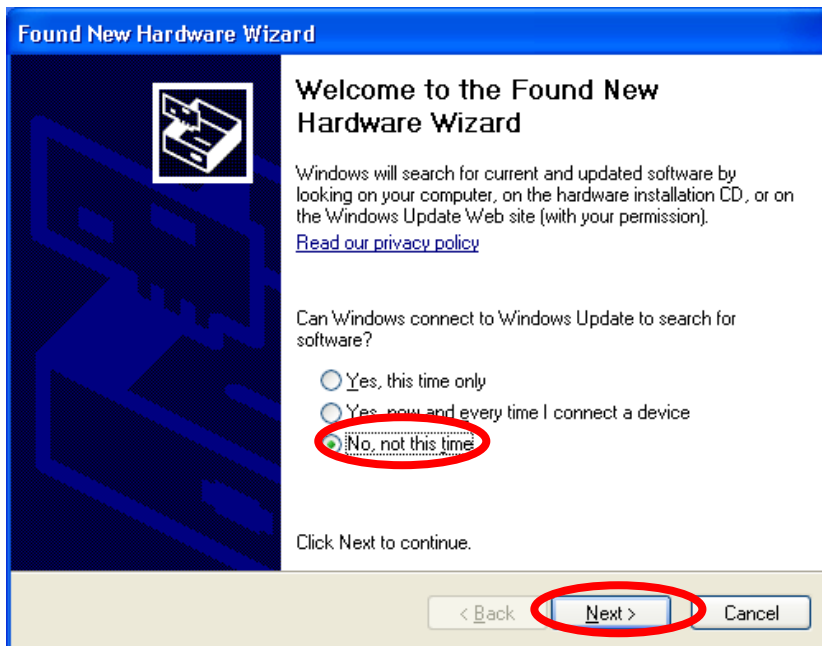 Found New Hardware Wizard
Welcome to the Found New
Hardware Wizard
Windows will search for current and updated software by
looking on your computer, on the hardware installation CD, or on
the Windows Update Web site (with your permission).
Read our privacy policy
Can Windows connect to Windows Update to search for
software?
Yes, this time only
Yes, now and every time I connect a device
No, not this time
Click Next to continue.
< Back
Next >
Cancel